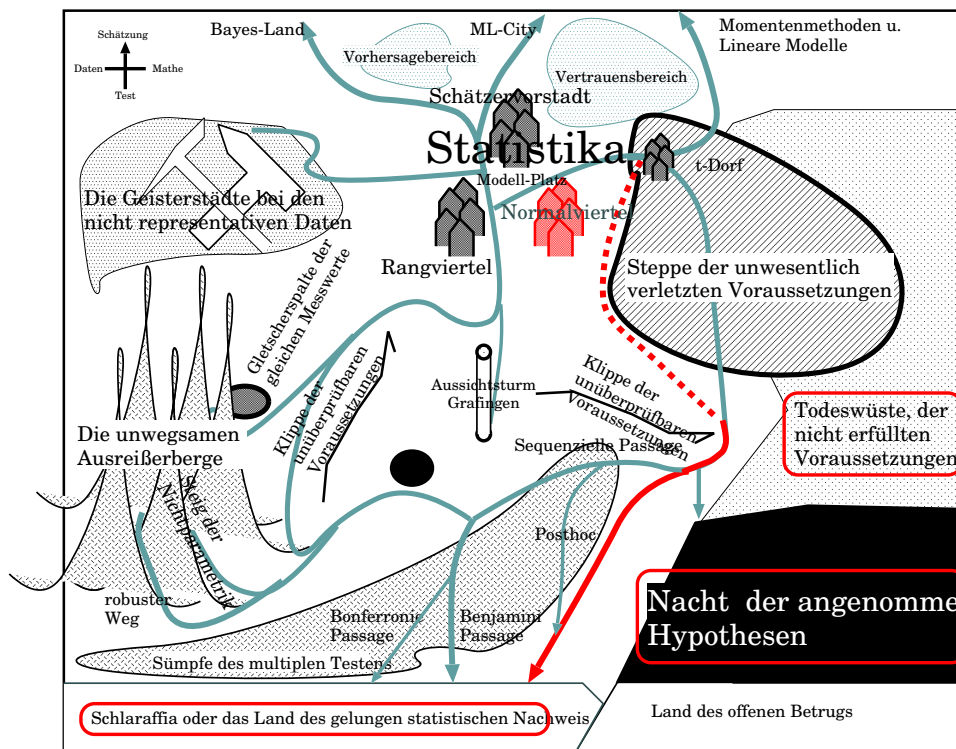 Bayes-Land
ML-City
Momentenmethoden u.
Lineare Modelle
Schätzung
Daten
Mathe
Test
Vorhersagebereich
Vertrauensbereich
Schätzervorstadt
Statistika
t-Dorf
Modell-Platz
Normalviertel
Die Geisterstädte bei den
nicht representativen Daten
Rangviertel
Steppe der unwesentlich
verletzten Voraussetzungen
Gletscherspalte der
gleichen Messwerte
Klippe der
unüberprüfbaren
Voraussetzungen
Aussichtsturm
Grafingen
Klippe der
unüberprüfbaren
Voraussetzungen
Todeswüste, der
nicht erfüllten
Voraussetzungen
Die unwegsamen
Ausreißerberge
Sequenzielle Passage
Steig der
Nichparametrik
Posthoc
robuster
Weg
Bonferronie
Passage
Benjamini
Passage
Nacht der angenomme
Hypothesen
Sümpfe des multiplen Testens
Schlaraffia oder das Land des gelungen statistischen Nachweis
Land des offenen Betrugs